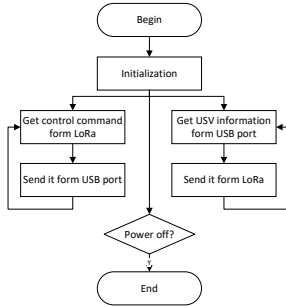 Begin
Initialization
Get control command
form LoRa
Get USV information
form USB port
Send it form USB port
Send it form LoRa
Power off?
Y
End